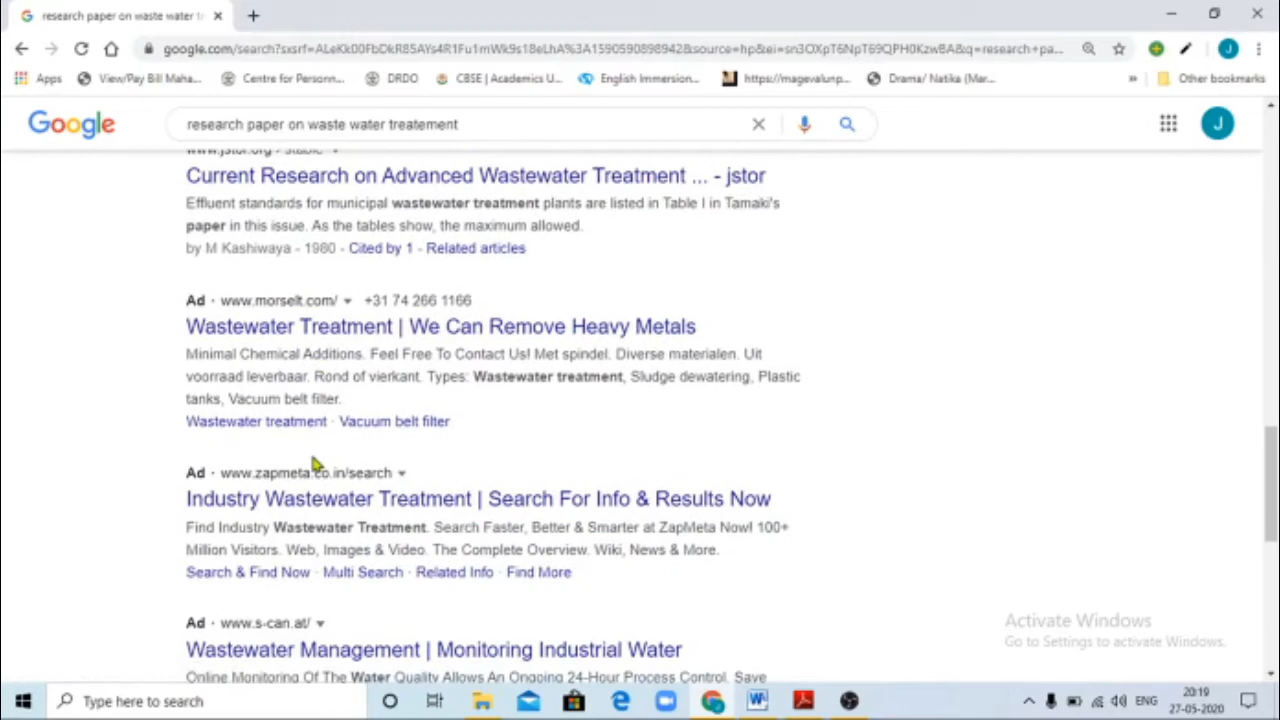 research paper on waste water tr
google.com/search?sxsrf=ALeKk00FbDkR85AYs4R1Fu1mWk9s18eLhA%3A1590590898942&source=hp&ei=sn3OXpT6NpT69QPH0KzwBA&q=research+pa...
Apps View/Pay Bill Maha... Centre for Personn... DRDO CBSE | Academics U... English Immersion... https://magevalunp... Drama/ Natika (Mar... » Other bookmarks
Google research paper on waste water treatement J
www.jstor.org › stable
Current Research on Advanced Wastewater Treatment ... - jstor
Effluent standards for municipal wastewater treatment plants are listed in Table I in Tamaki's
paper in this issue. As the tables show, the maximum allowed.
by M Kashiwaya - 1980 - Cited by 1 - Related articles
Ad · www.morselt.com/ +31 74 266 1166
Wastewater Treatment | We Can Remove Heavy Metals
Minimal Chemical Additions. Feel Free To Contact Us! Met spindel. Diverse materialen. Uit
voorraad leverbaar. Rond of vierkant. Types: Wastewater treatment, Sludge dewatering, Plastic
tanks, Vacuum belt filter.
Wastewater treatment · Vacuum belt filter
Ad · www.zapmeta.co.in/search
Industry Wastewater Treatment | Search For Info & Results Now
Find Industry Wastewater Treatment. Search Faster, Better & Smarter at ZapMeta Now! 100+
Million Visitors. Web, Images & Video. The Complete Overview. Wiki, News & More.
Search & Find Now · Multi Search · Related Info · Find More
Ad · www.s-can.at/
Wastewater Management | Monitoring Industrial Water
Online Monitoring Of The Water Quality Allows An Ongoing 24-Hour Process Control. Save
Activate Windows
Go to Settings to activate Windows.
Type here to search
ENG
20:19
27-05-2020